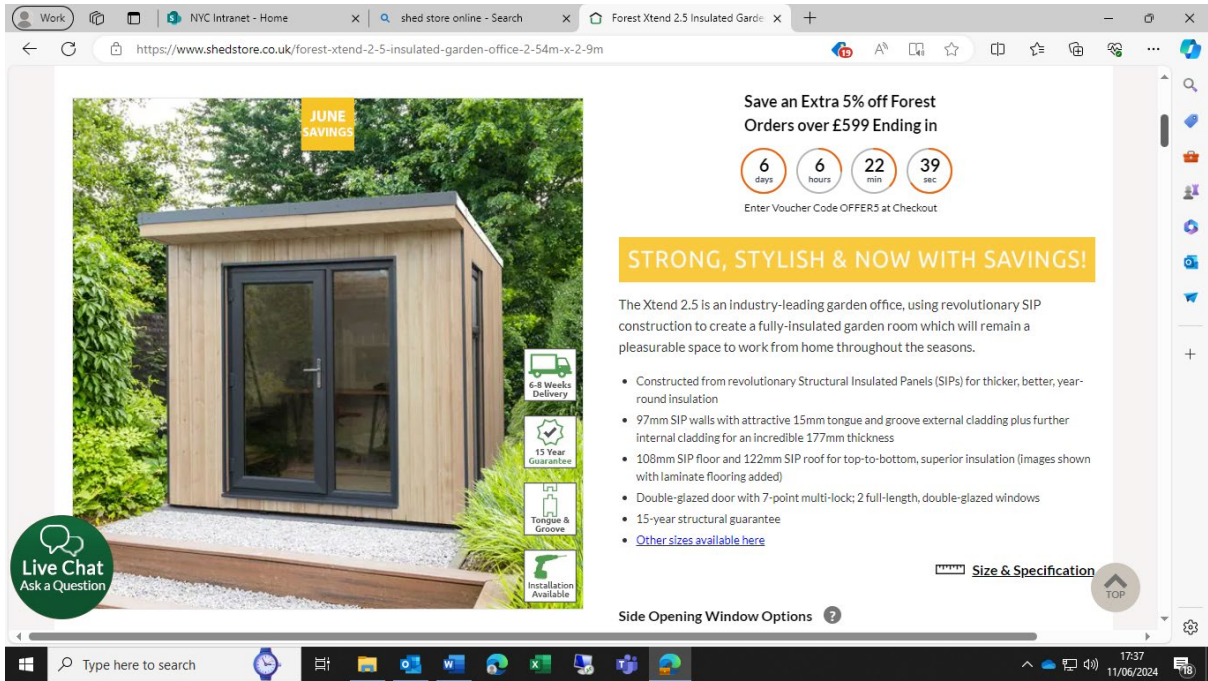 Work
NYC Intranet - Home
shed store online - Search
Forest Xtend 2.5 Insulated Garde
https://www.shedstore.co.uk/forest-xtend-2-5-insulated-garden-office-2-54m-x-2-9m
19
JUNE
SAVINGS
6-8 Weeks
Delivery
15 Year
Guarantee
Tongue &
Groove
Installation
Available
Live Chat
Ask a Question
Save an Extra 5% off Forest
Orders over £599 Ending in
6 6 22 39
days hours min sec
Enter Voucher Code OFFER5 at Checkout
STRONG, STYLISH & NOW WITH SAVINGS!
The Xtend 2.5 is an industry-leading garden office, using revolutionary SIP
construction to create a fully-insulated garden room which will remain a
pleasurable space to work from home throughout the seasons.
• Constructed from revolutionary Structural Insulated Panels (SIPs) for thicker, better, year-
round insulation
• 97mm SIP walls with attractive 15mm tongue and groove external cladding plus further
internal cladding for an incredible 177mm thickness
• 108mm SIP floor and 122mm SIP roof for top-to-bottom, superior insulation (images shown
with laminate flooring added)
• Double-glazed door with 7-point multi-lock; 2 full-length, double-glazed windows
• 15-year structural guarantee
• Other sizes available here
Size & Specification
TOP
Side Opening Window Options ?
Type here to search
17:37
11/06/2024
18